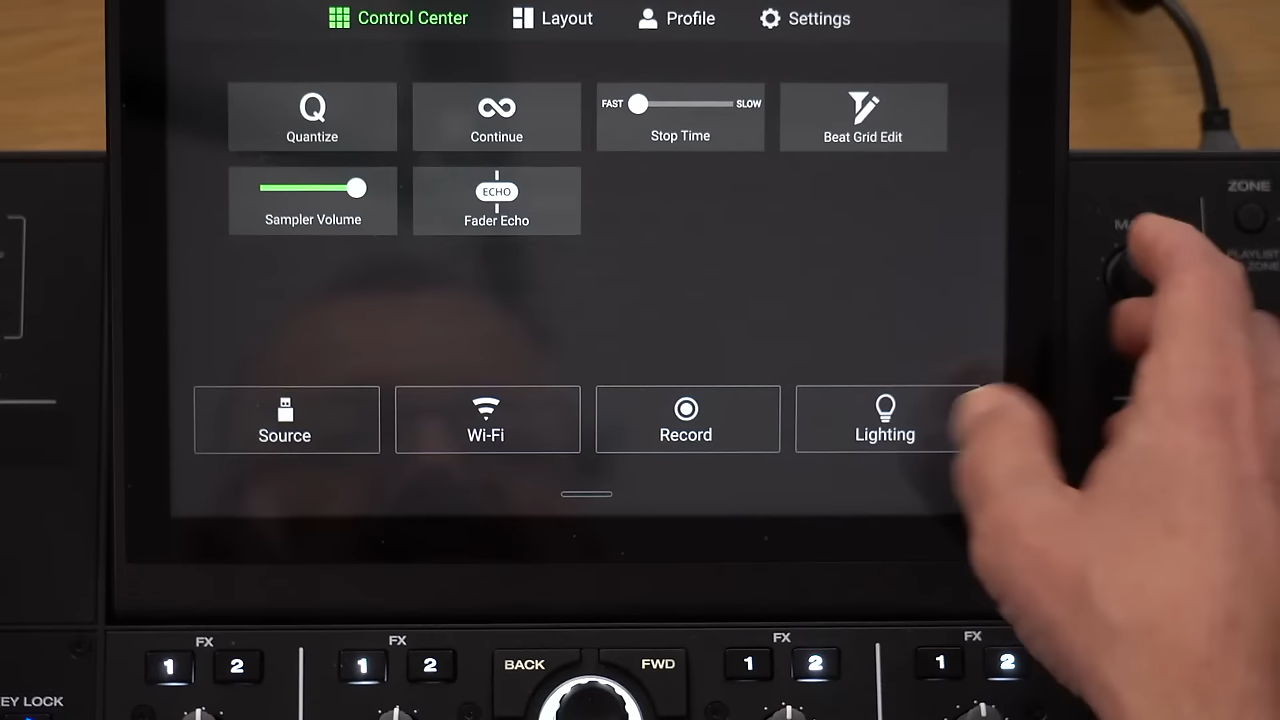 Control Center Layout Profile Settings
Q
Quantize
Continue
FAST SLOW
Stop Time
Beat Grid Edit
Sampler Volume
ECHO
Fader Echo
ZONE
PLAYLIST
Source
Wi-Fi
Record
Lighting
FX FX FX FX
1 2 1 2 BACK FWD 1 2 1 2
EY LOCK